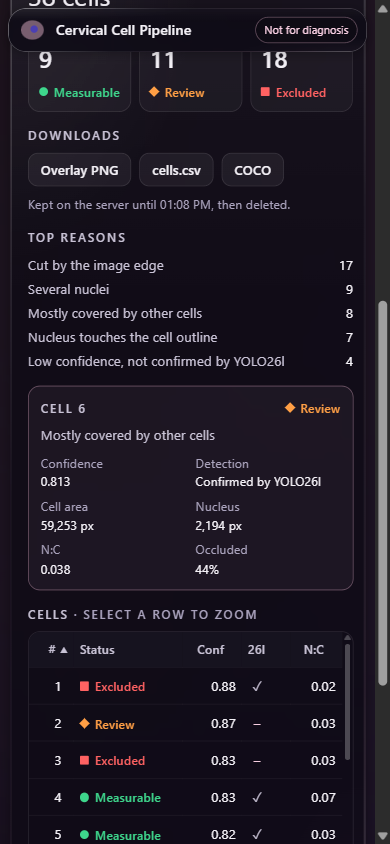 Cervical Cell Pipeline
Not for diagnosis
9
Measurable
11
Review
18
Excluded
DOWNLOADS
Overlay PNG
cells.csv
COCO
Kept on the server until 01:08 PM, then deleted.
TOP REASONS
Cut by the image edge 17
Several nuclei 9
Mostly covered by other cells 8
Nucleus touches the cell outline 7
Low confidence, not confirmed by YOLO26l 4
CELL 6
Review
Mostly covered by other cells
Confidence
0.813
Detection
Confirmed by YOLO26l
Cell area
59,253 px
Nucleus
2,194 px
N:C
0.038
Occluded
44%
CELLS · SELECT A ROW TO ZOOM
# ▲ Status Conf 26l N:C
1 Excluded 0.88 ✓ 0.02
2 Review 0.87 – 0.03
3 Excluded 0.83 – 0.03
4 Measurable 0.83 ✓ 0.07
5 Measurable 0.82 ✓ 0.03